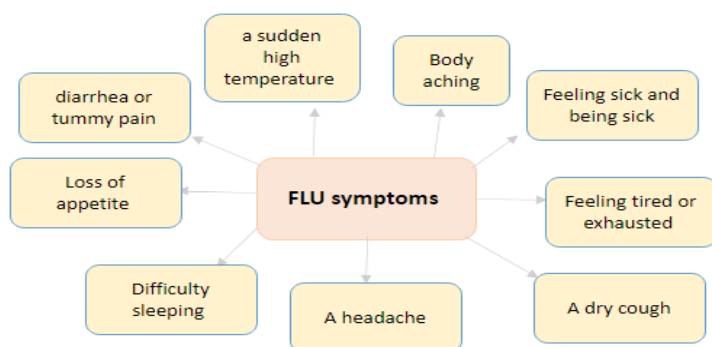 a sudden
high
temperature
Body
aching
diarrhea or
tummy pain
Feeling sick and
being sick
Loss of
appetite
FLU symptoms
Feeling tired or
exhausted
Difficulty
sleeping
A headache
A dry cough